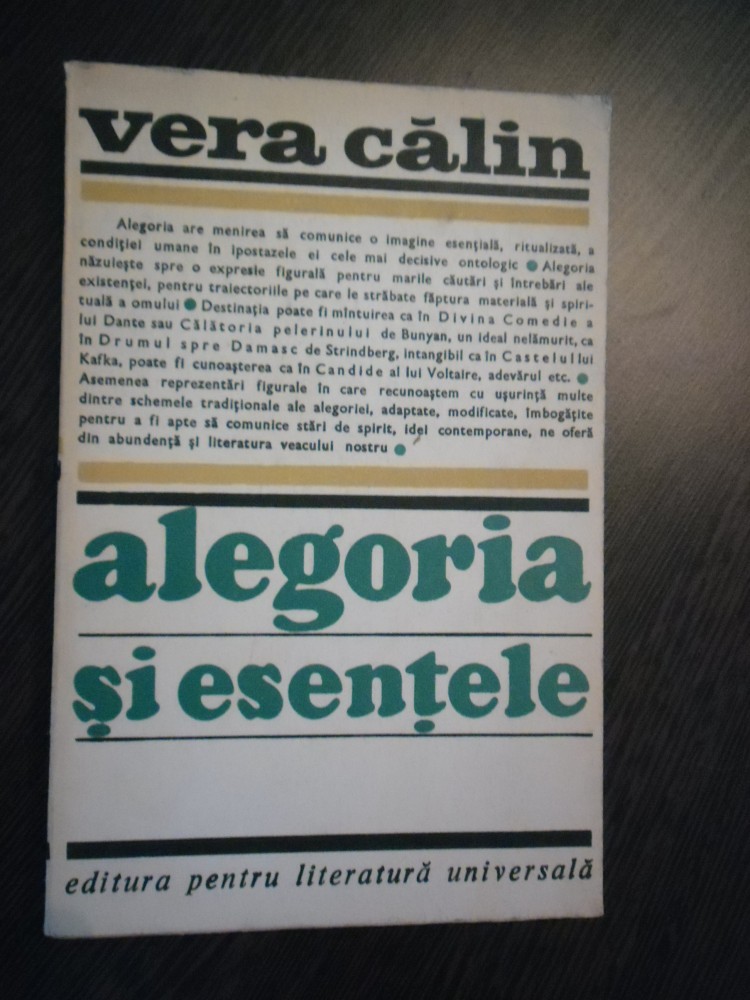 vera călin
Alegoria are menirea să comunice o imagine esențială, ritualizată, a
condiției umane în ipostazele ei cele mai decisive ontologic ● Alegoria
năzuiește spre o expresie figurală pentru marile căutări și întrebări ale
existenței, pentru traiectoriile pe care le străbate făptura materială și spiri-
tuală a omului ● Destinația poate fi mîntuirea ca în Divina Comedie a
lui Dante sau Călătoria pelerinului de Bunyan, un ideal nelămurit, ca
în Drumul spre Damasc de Strindberg, intangibil ca în Castelul lui
Kafka, poate fi cunoașterea ca în Candide al lui Voltaire, adevărul etc. ●
Asemenea reprezentări figurale în care recunoaștem cu ușurință multe
dintre schemele tradiționale ale alegoriei, adaptate, modificate, îmbogățite
pentru a fi apte să comunice stări de spirit, idei contemporane, ne oferă
din abundență și literatura veacului nostru ●
alegoria
și esențele
editura pentru literatură universală